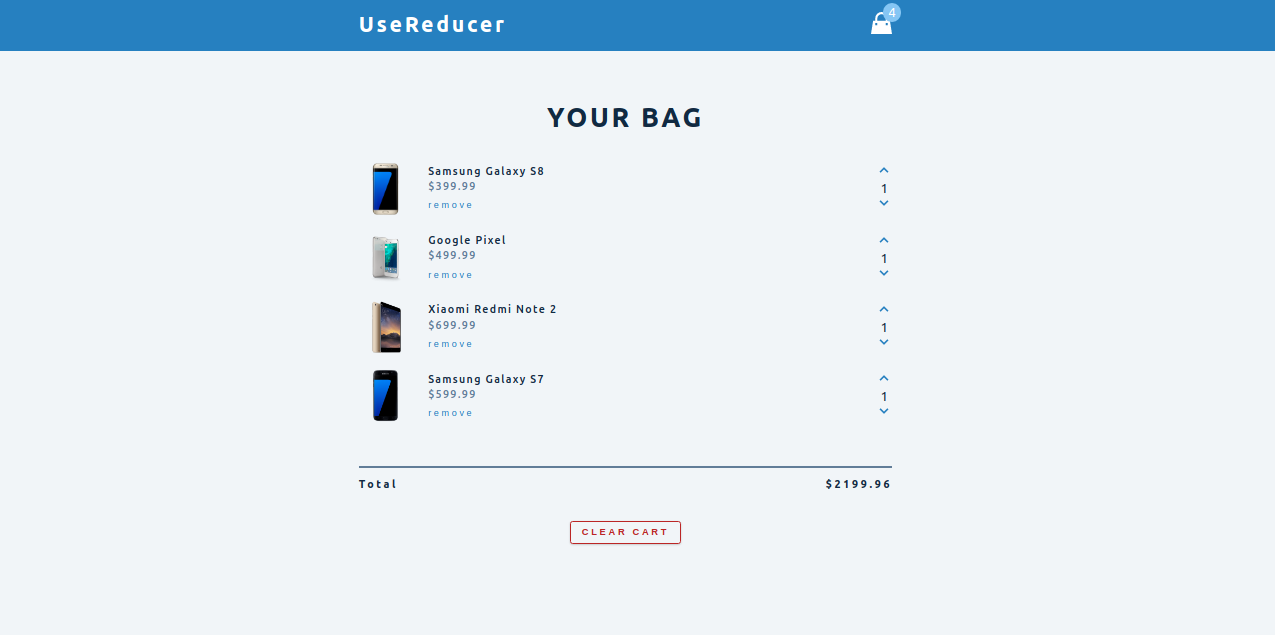 UseReducer
4
YOUR BAG
Samsung Galaxy S8
$399.99
remove
1
Google Pixel
$499.99
remove
1
Xiaomi Redmi Note 2
$699.99
remove
1
Samsung Galaxy S7
$599.99
remove
1
Total $2199.96
CLEAR CART